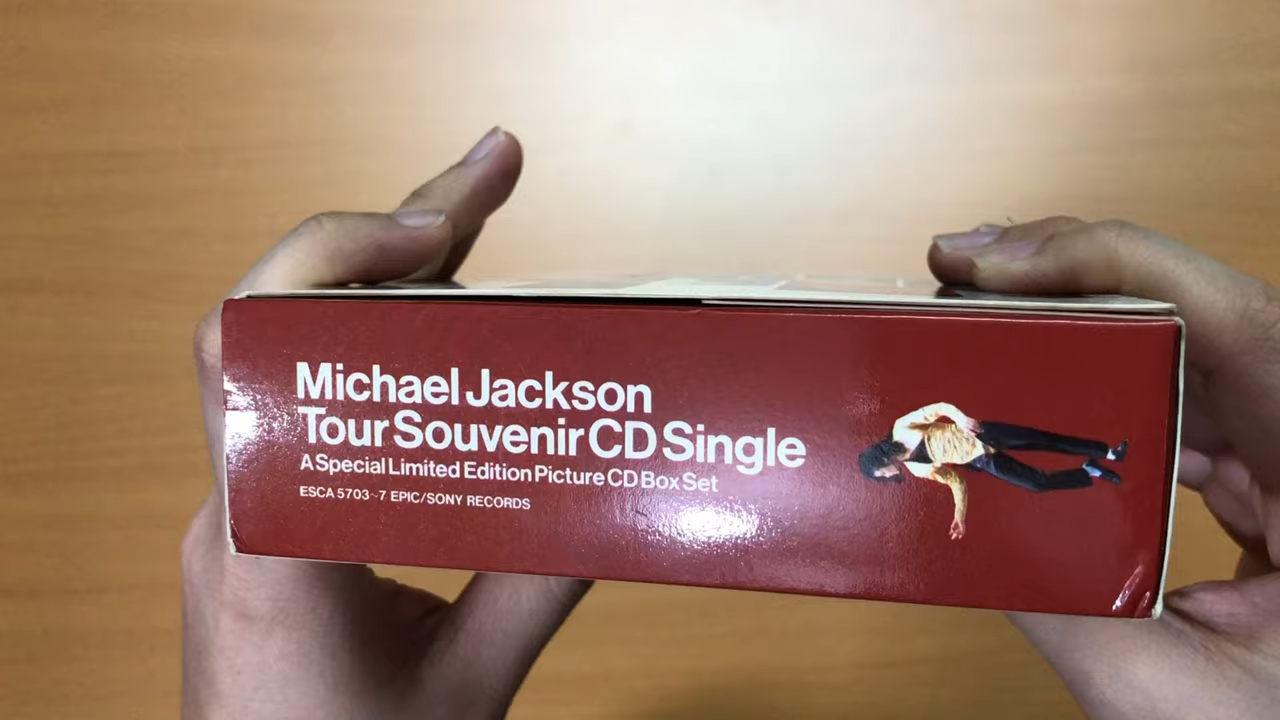 Michael Jackson
Tour Souvenir CD Single
A Special Limited Edition Picture CD Box Set
ESCA 5703~7 EPIC/SONY RECORDS